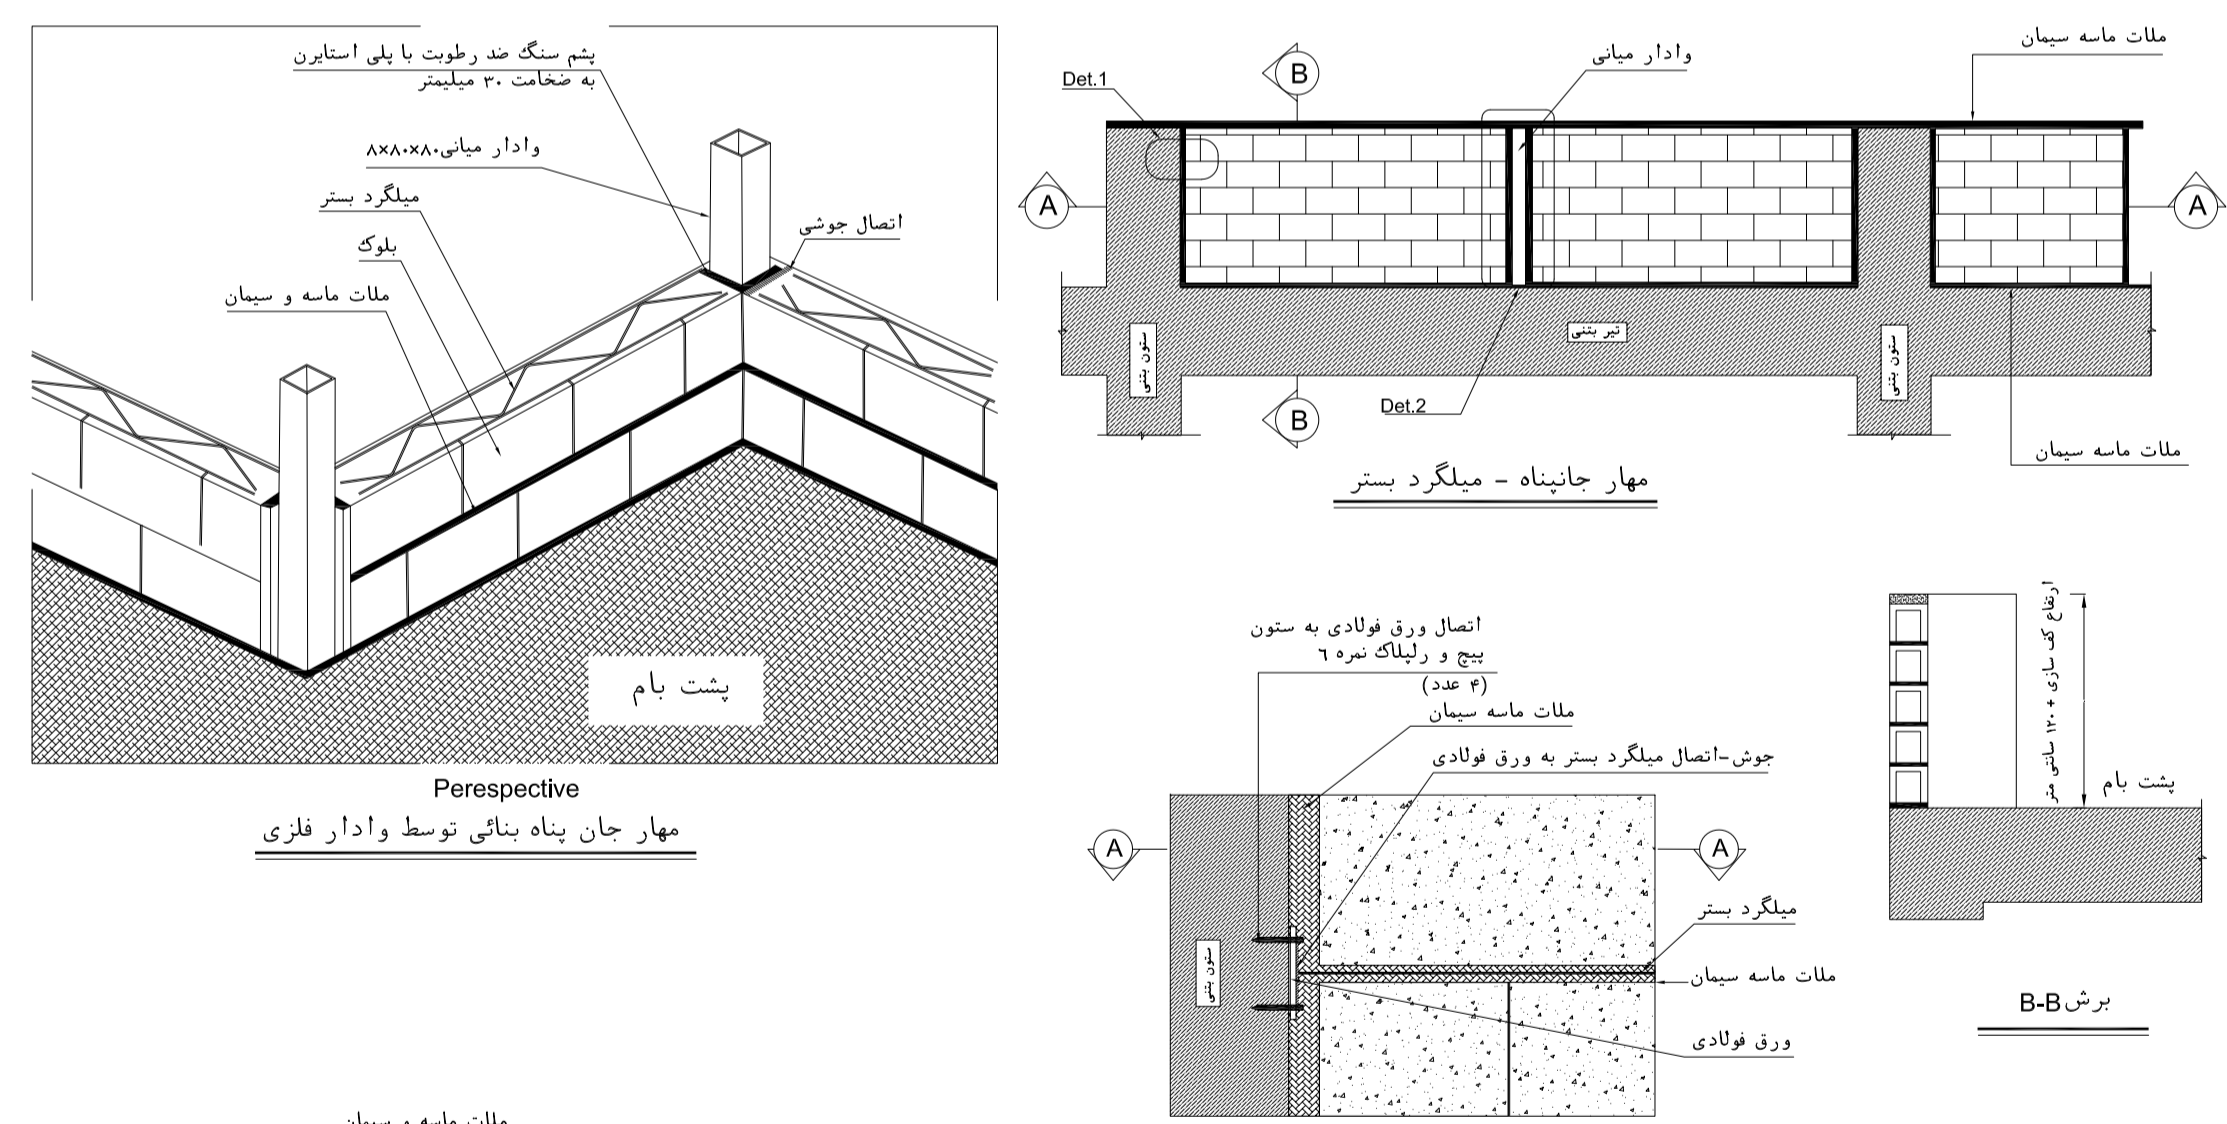 پشم سنگ ضد رطوبت با پلی استایرن
به ضخامت ۳۰ میلیمتر
وادار میانی۸×۸۰×۸۰
میلگرد بستر
اتصال جوشی
بلوک
ملات ماسه و سیمان
پشت بام
Perespective
مهار جان پناه بنائی توسط وادار فلزی
ملات ماسه و سیمان
ملات ماسه سیمان
وادار میانی
Det.1
B
A
A
تیر بتنی
ستون بتنی
ستون بتنی
Det.2
B
ملات ماسه سیمان
مهار جانپناه - میلگرد بستر
اتصال ورق فولادی به ستون
پیچ و رلپلاک نمره ٦
(۴ عدد)
ملات ماسه سیمان
جوش-اتصال میلگرد بستر به ورق فولادی
A
A
میلگرد بستر
ستون بتنی
ملات ماسه سیمان
ورق فولادی
ارتفاع کف سازی + ۱۲۰ سانتی متر
پشت بام
برش B-B